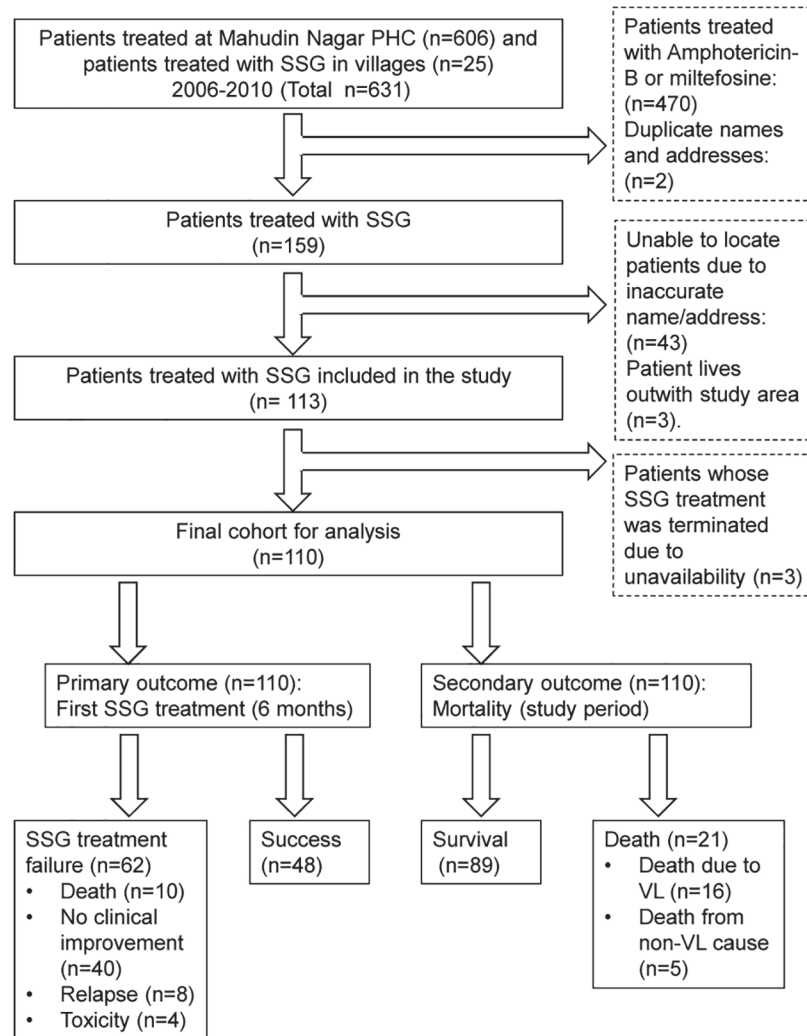 Patients treated at Mahudin Nagar PHC (n=606) and
patients treated with SSG in villages (n=25)
2006-2010 (Total n=631)
Patients treated
with Amphotericin-
B or miltefosine:
(n=470)
Duplicate names
and addresses:
(n=2)
Patients treated with SSG
(n=159)
Unable to locate
patients due to
inaccurate
name/address:
(n=43)
Patient lives
outwith study area
(n=3).
Patients treated with SSG included in the study
(n= 113)
Patients whose
SSG treatment
was terminated
due to
unavailability (n=3)
Final cohort for analysis
(n=110)
Primary outcome (n=110):
First SSG treatment (6 months)
Secondary outcome (n=110):
Mortality (study period)
SSG treatment
failure (n=62)
• Death (n=10)
• No clinical
improvement
(n=40)
• Relapse (n=8)
• Toxicity (n=4)
Success
(n=48)
Survival
(n=89)
Death (n=21)
• Death due to
VL (n=16)
• Death from
non-VL cause
(n=5)